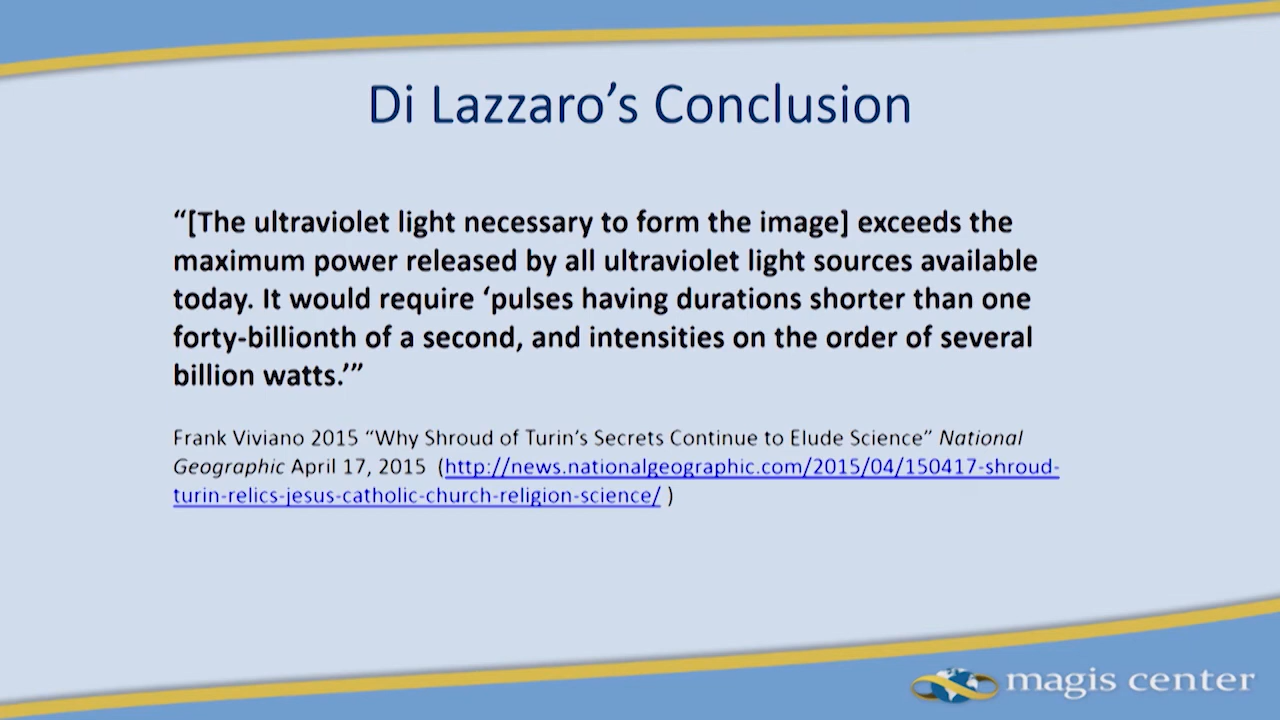 Di Lazzaro’s Conclusion
“[The ultraviolet light necessary to form the image] exceeds the
maximum power released by all ultraviolet light sources available
today. It would require ‘pulses having durations shorter than one
forty-billionth of a second, and intensities on the order of several
billion watts.’”
Frank Viviano 2015 “Why Shroud of Turin’s Secrets Continue to Elude Science” National
Geographic April 17, 2015 (http://news.nationalgeographic.com/2015/04/150417-shroud-
turin-relics-jesus-catholic-church-religion-science/ )
magis center